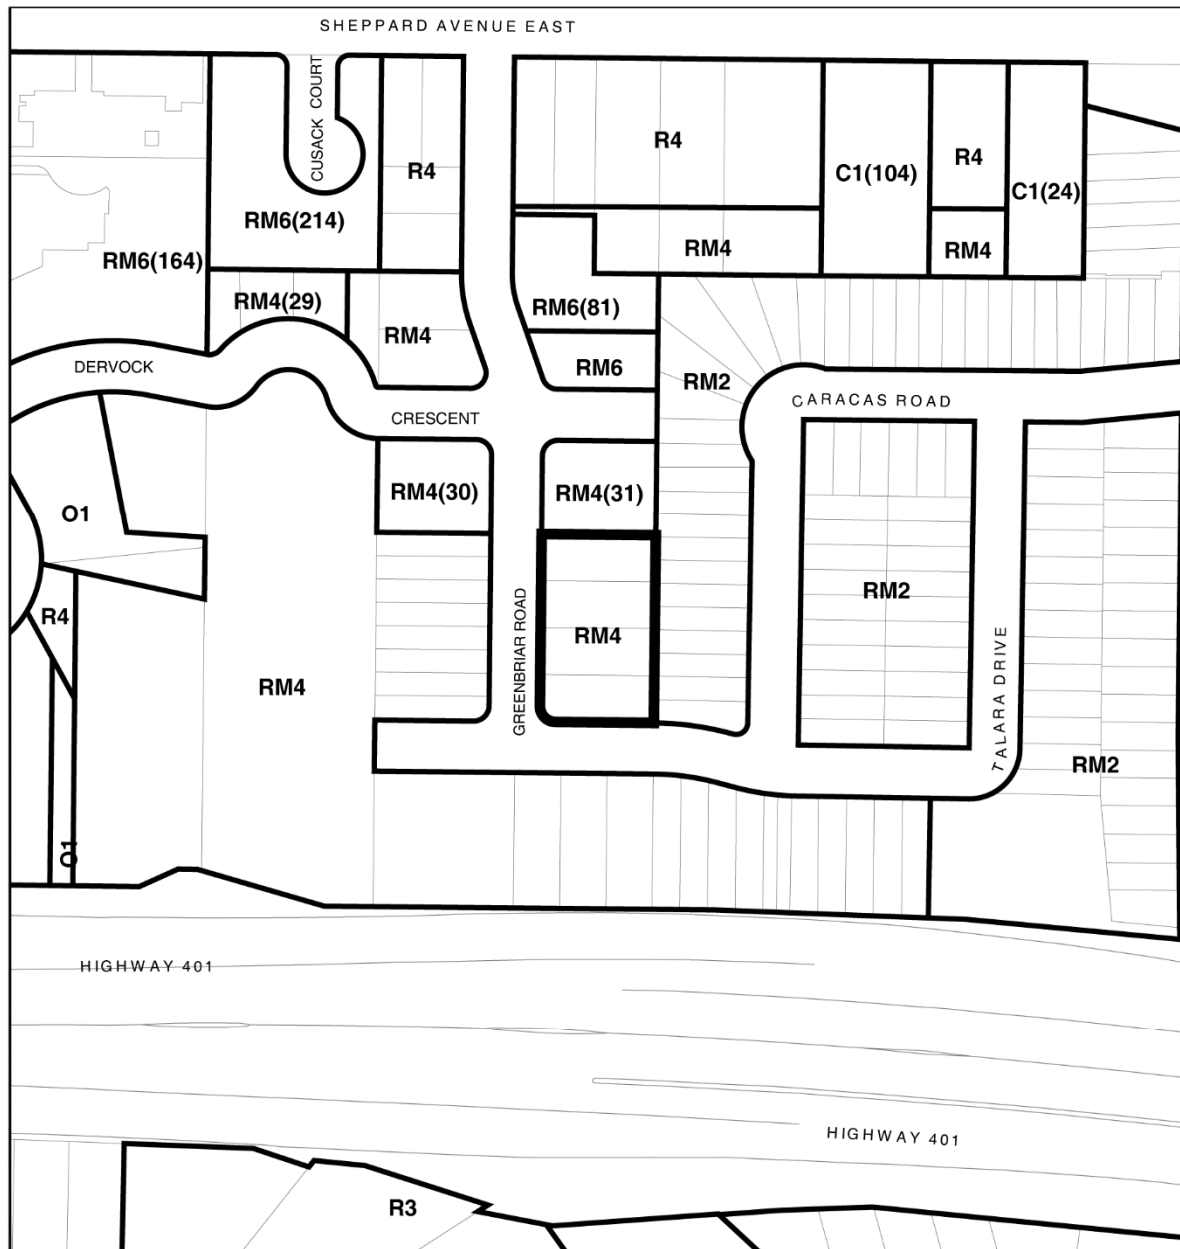 SHEPPARD AVENUE EAST
CUSACK COURT
R4
R4
C1(104)
R4
C1(24)
RM6(214)
RM4
RM4
RM6(164)
RM4(29)
RM6(81)
RM4
DERVOCK
RM6
RM2
CARACAS ROAD
CRESCENT
RM4(30)
RM4(31)
O1
RM2
R4
GREENBRIAR ROAD
RM4
TALARA DRIVE
RM4
RM2
O1
HIGHWAY 401
HIGHWAY 401
R3